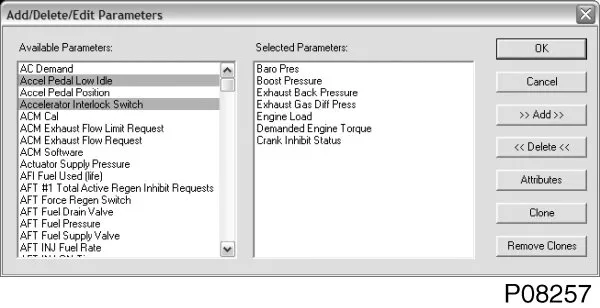 Add/Delete/Edit Parameters
Available Parameters:
AC Demand
Accel Pedal Low Idle
Accel Pedal Position
Accelerator Interlock Switch
ACM Cal
ACM Exhaust Flow Limit Request
ACM Exhaust Flow Request
ACM Software
Actuator Supply Pressure
AFI Fuel Used (life)
AFT #1 Total Active Regen Inhibit Requests
AFT Force Regen Switch
AFT Fuel Drain Valve
AFT Fuel Pressure
AFT Fuel Supply Valve
AFT INJ Fuel Rate
Selected Parameters:
Baro Pres
Boost Pressure
Exhaust Back Pressure
Exhaust Gas Diff Press
Engine Load
Demanded Engine Torque
Crank Inhibit Status
OK
Cancel
>> Add >>
<< Delete <<
Attributes
Clone
Remove Clones
P08257